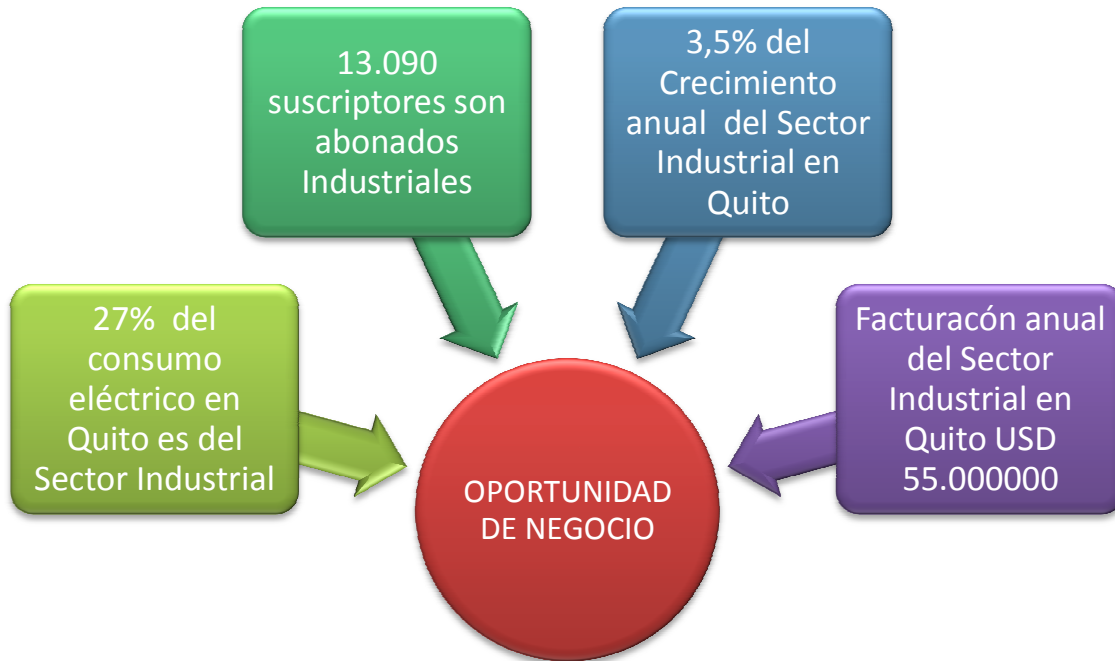 13.090
suscriptores son
abonados
Industriales
3,5% del
Crecimiento
anual del Sector
Industrial en
Quito
27% del
consumo
eléctrico en
Quito es del
Sector Industrial
Facturacón anual
del Sector
Industrial en
Quito USD
55.000000
OPORTUNIDAD
DE NEGOCIO